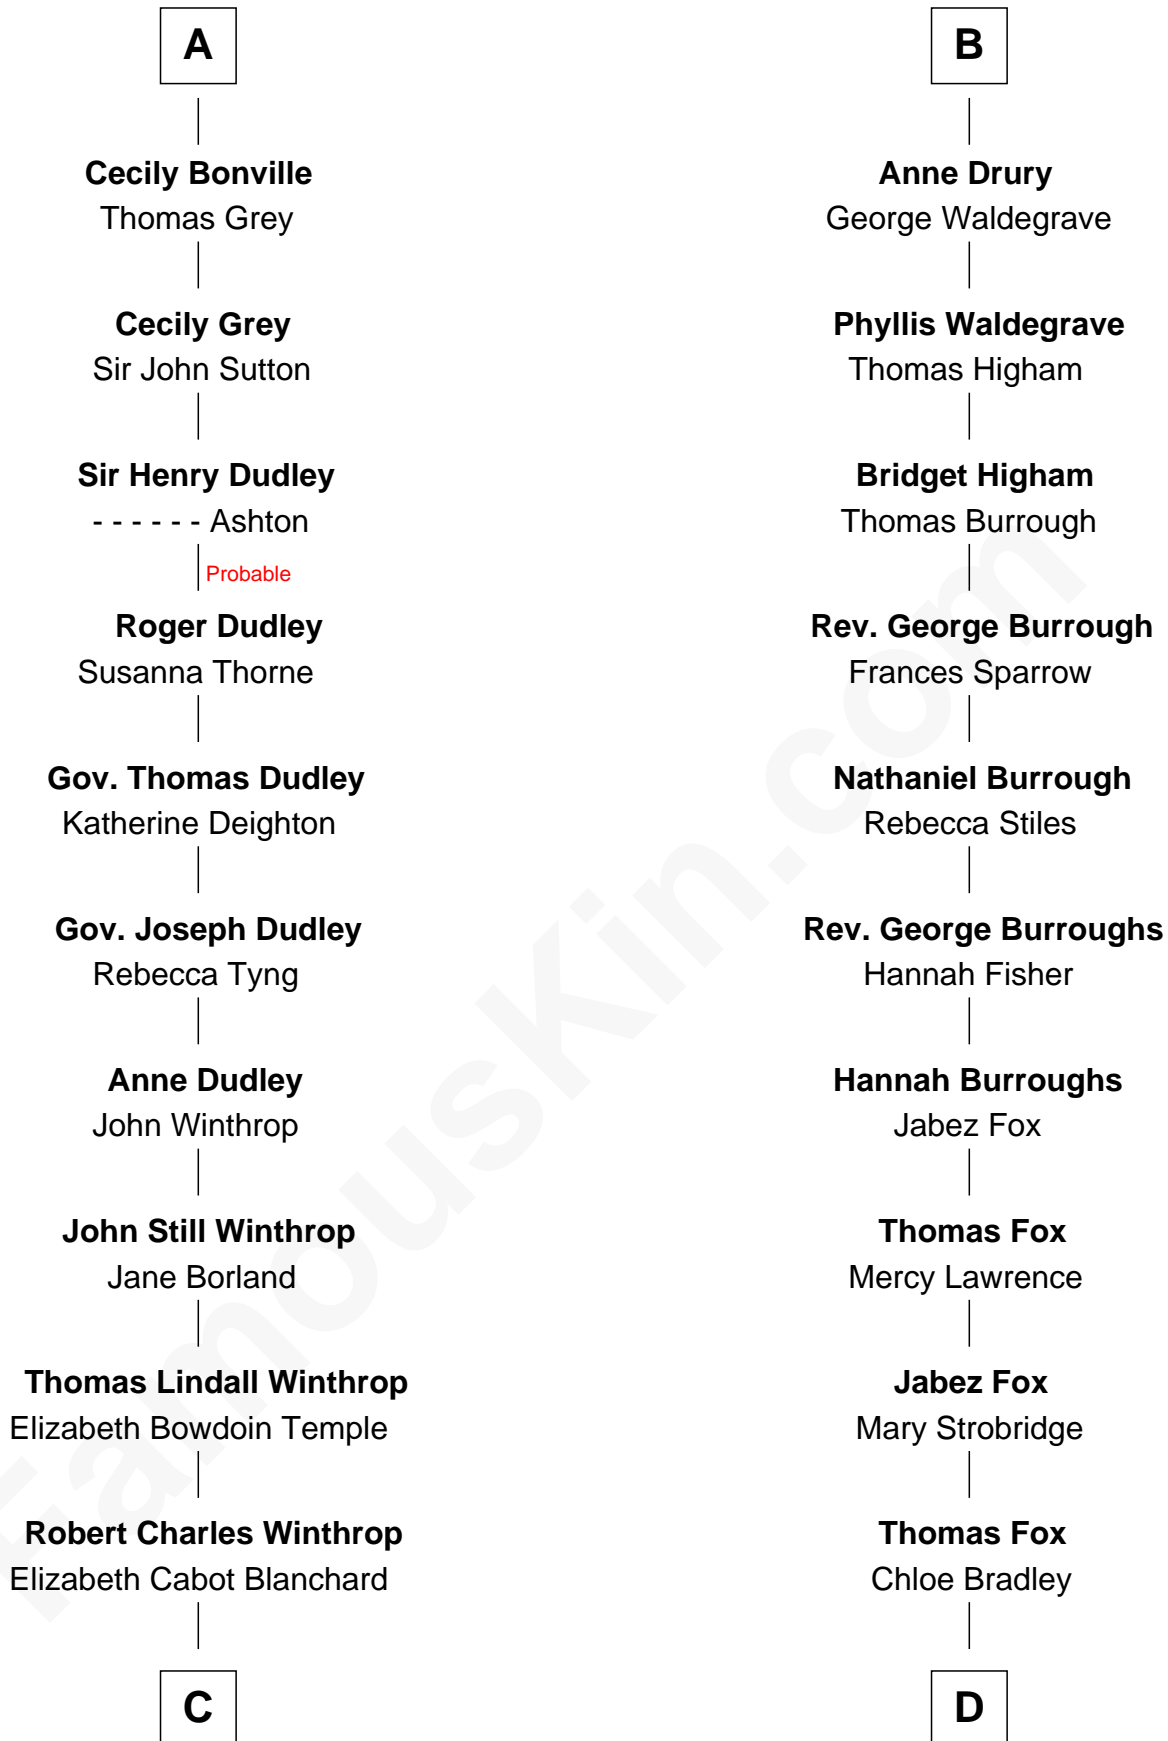 A
Cecily Bonville
Thomas Grey
Cecily Grey
Sir John Sutton
Sir Henry Dudley
- - - - - - Ashton
Probable
Roger Dudley
Susanna Thorne
Gov. Thomas Dudley
Katherine Deighton
Gov. Joseph Dudley
Rebecca Tyng
Anne Dudley
John Winthrop
John Still Winthrop
Jane Borland
Thomas Lindall Winthrop
Elizabeth Bowdoin Temple
Robert Charles Winthrop
Elizabeth Cabot Blanchard
C
B
Anne Drury
George Waldegrave
Phyllis Waldegrave
Thomas Higham
Bridget Higham
Thomas Burrough
Rev. George Burrough
Frances Sparrow
Nathaniel Burrough
Rebecca Stiles
Rev. George Burroughs
Hannah Fisher
Hannah Burroughs
Jabez Fox
Thomas Fox
Mercy Lawrence
Jabez Fox
Mary Strobridge
Thomas Fox
Chloe Bradley
D
FamousKin.com